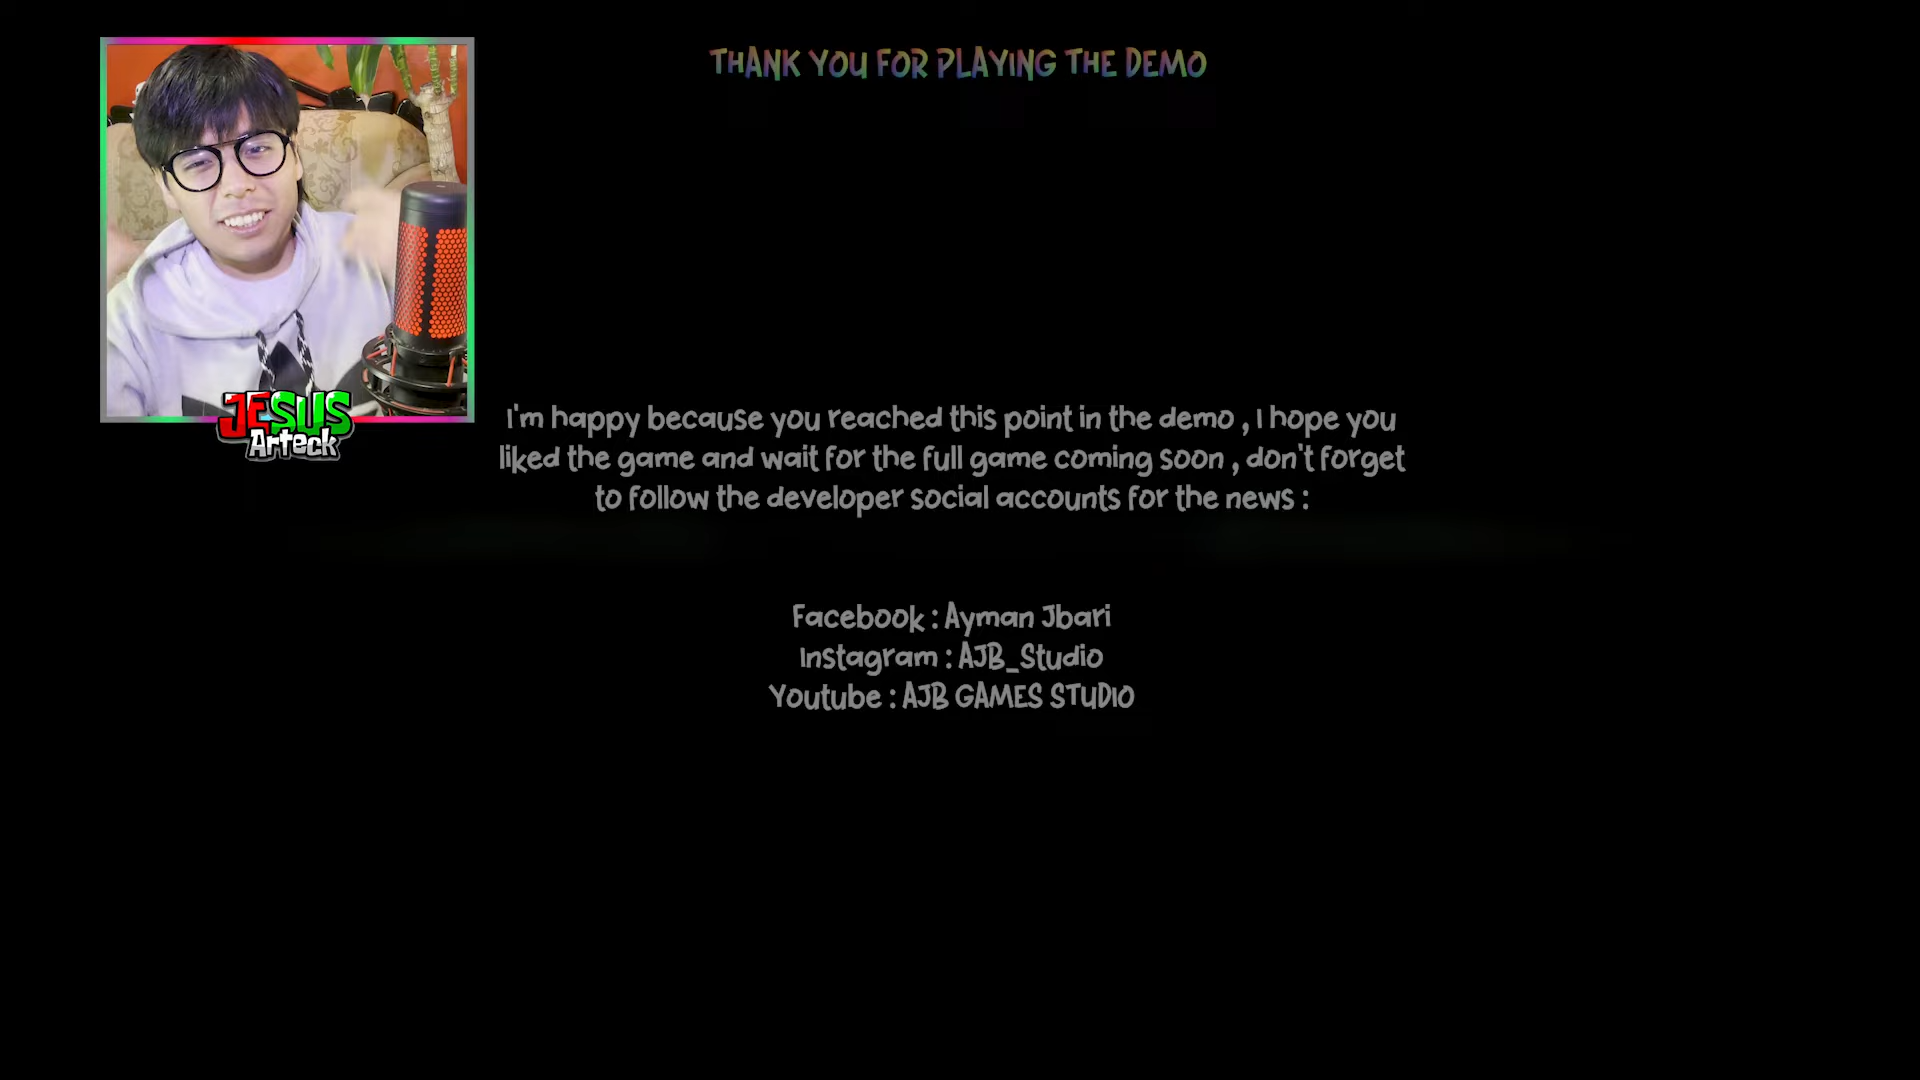 THANK YOU FOR PLAYING THE DEMO
JESUS
Arteck
I'm happy because you reached this point in the demo , I hope you
liked the game and wait for the full game coming soon , don't forget
to follow the developer social accounts for the news :
Facebook : Ayman Jbari
Instagram : AJB_Studio
Youtube : AJB GAMES STUDIO